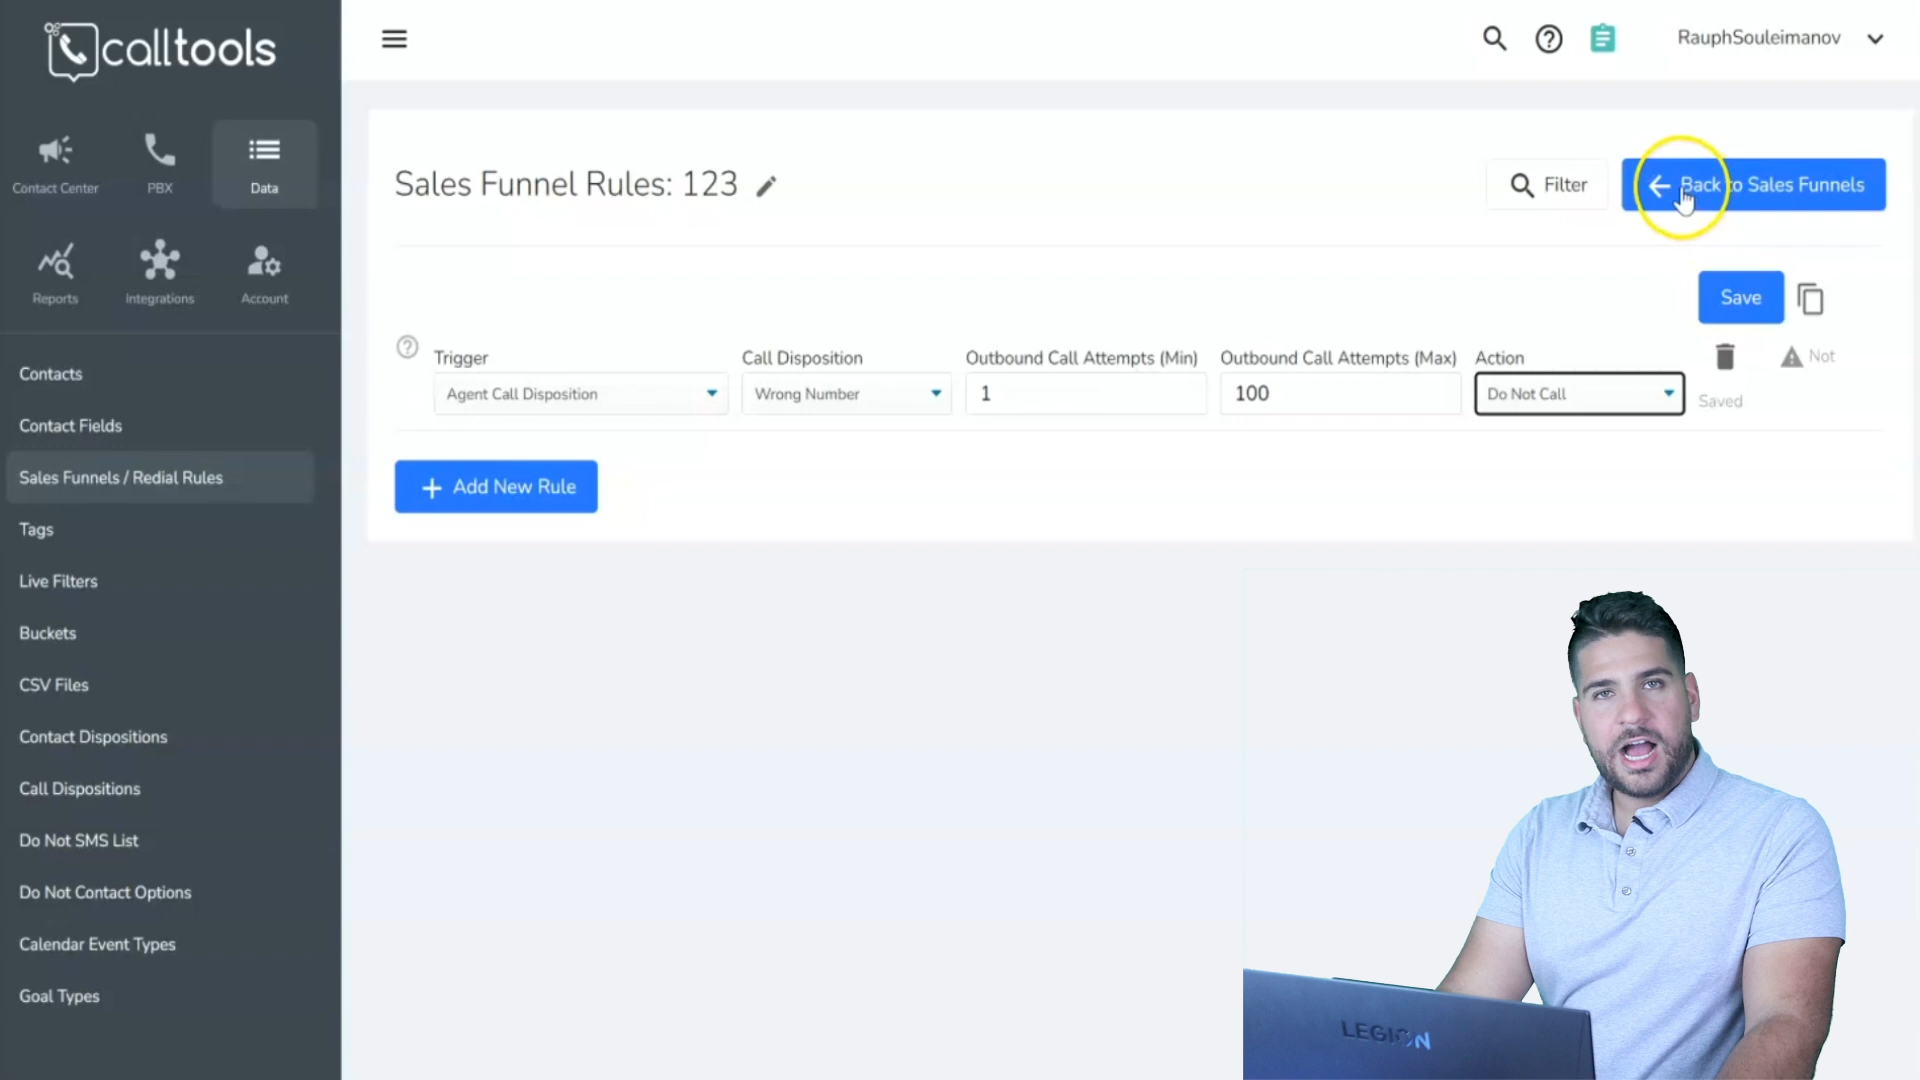 calltools
RauphSouleimanov
Contact Center
PBX
Data
Reports
Integrations
Account
Contacts
Contact Fields
Sales Funnels / Redial Rules
Tags
Live Filters
Buckets
CSV Files
Contact Dispositions
Call Dispositions
Do Not SMS List
Do Not Contact Options
Calendar Event Types
Goal Types
Sales Funnel Rules: 123
Filter
Back to Sales Funnels
Save
Trigger
Call Disposition
Outbound Call Attempts (Min)
Outbound Call Attempts (Max)
Action
Not
Saved
Agent Call Disposition
Wrong Number
1
100
Do Not Call
+ Add New Rule
LEGION